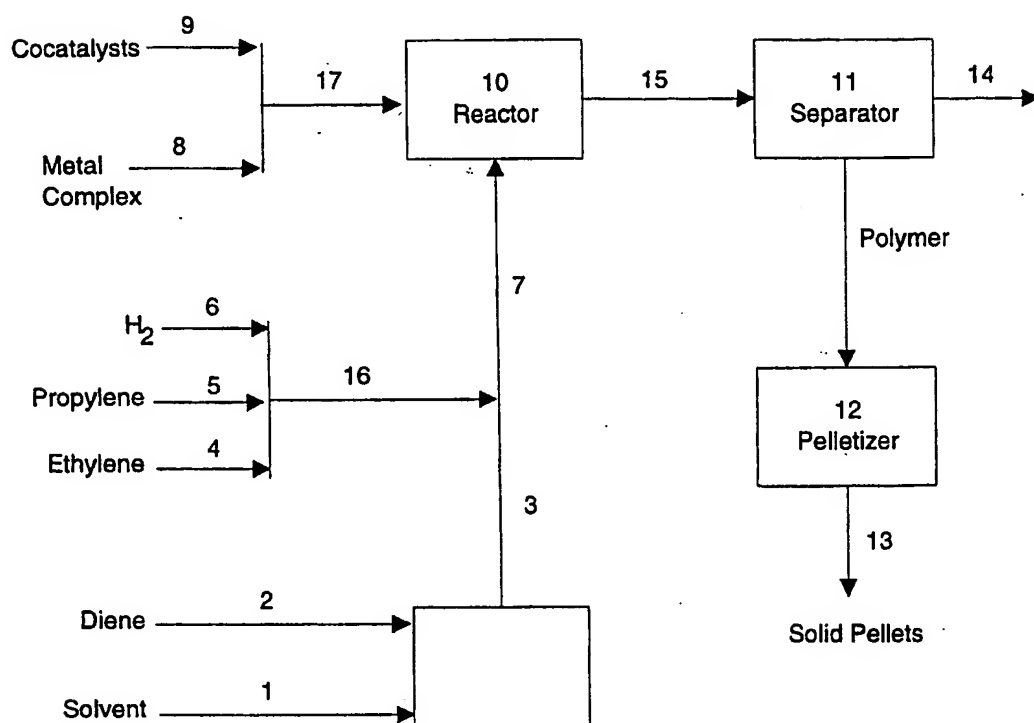 9
Cocatalysts
17
10
Reactor
15
11
Separator
14
8
Metal
Complex
Polymer
7
6
H2
16
5
Propylene
12
Pelletizer
4
Ethylene
3
13
2
Diene
Solid Pellets
1
Solvent